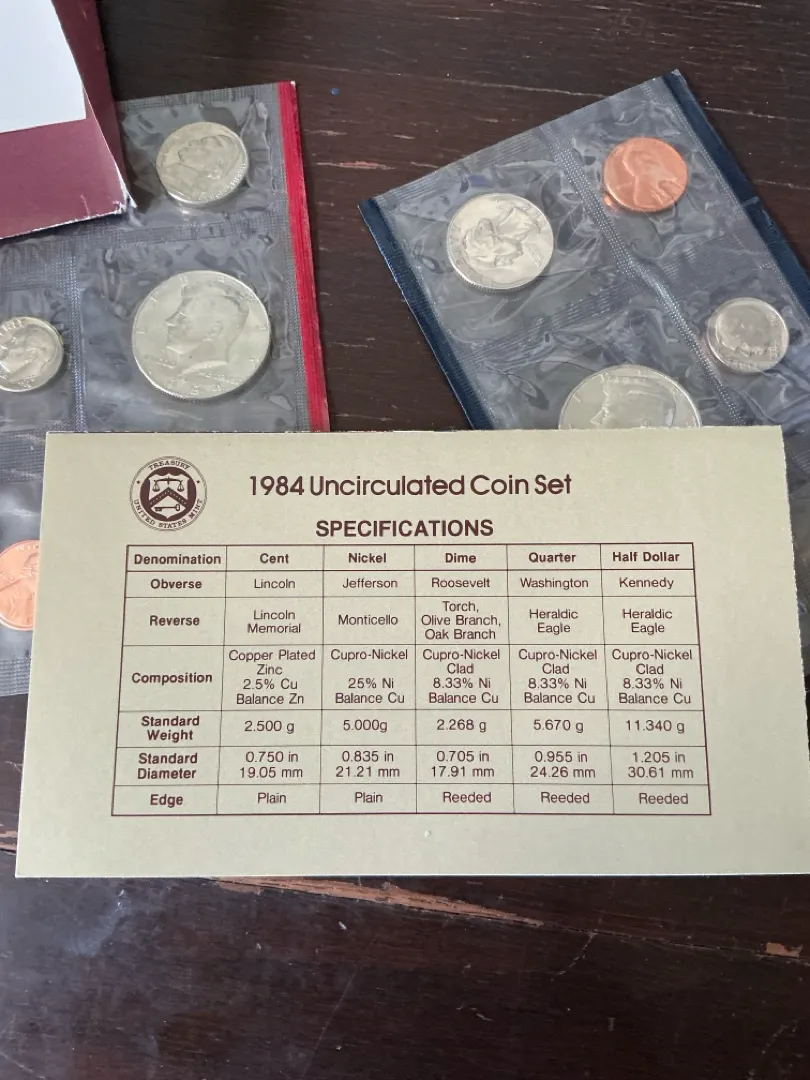 TREASURY
UNITED STATES MINT
1984 Uncirculated Coin Set
SPECIFICATIONS
Denomination Cent Nickel Dime Quarter Half Dollar
Obverse Lincoln Jefferson Roosevelt Washington Kennedy
Reverse Lincoln Memorial Monticello Torch, Olive Branch, Oak Branch Heraldic Eagle Heraldic Eagle
Composition Copper Plated Zinc 2.5% Cu Balance Zn Cupro-Nickel 25% Ni Balance Cu Cupro-Nickel Clad 8.33% Ni Balance Cu Cupro-Nickel Clad 8.33% Ni Balance Cu Cupro-Nickel Clad 8.33% Ni Balance Cu
Standard Weight 2.500 g 5.000g 2.268 g 5.670 g 11.340 g
Standard Diameter 0.750 in 19.05 mm 0.835 in 21.21 mm 0.705 in 17.91 mm 0.955 in 24.26 mm 1.205 in 30.61 mm
Edge Plain Plain Reeded Reeded Reeded